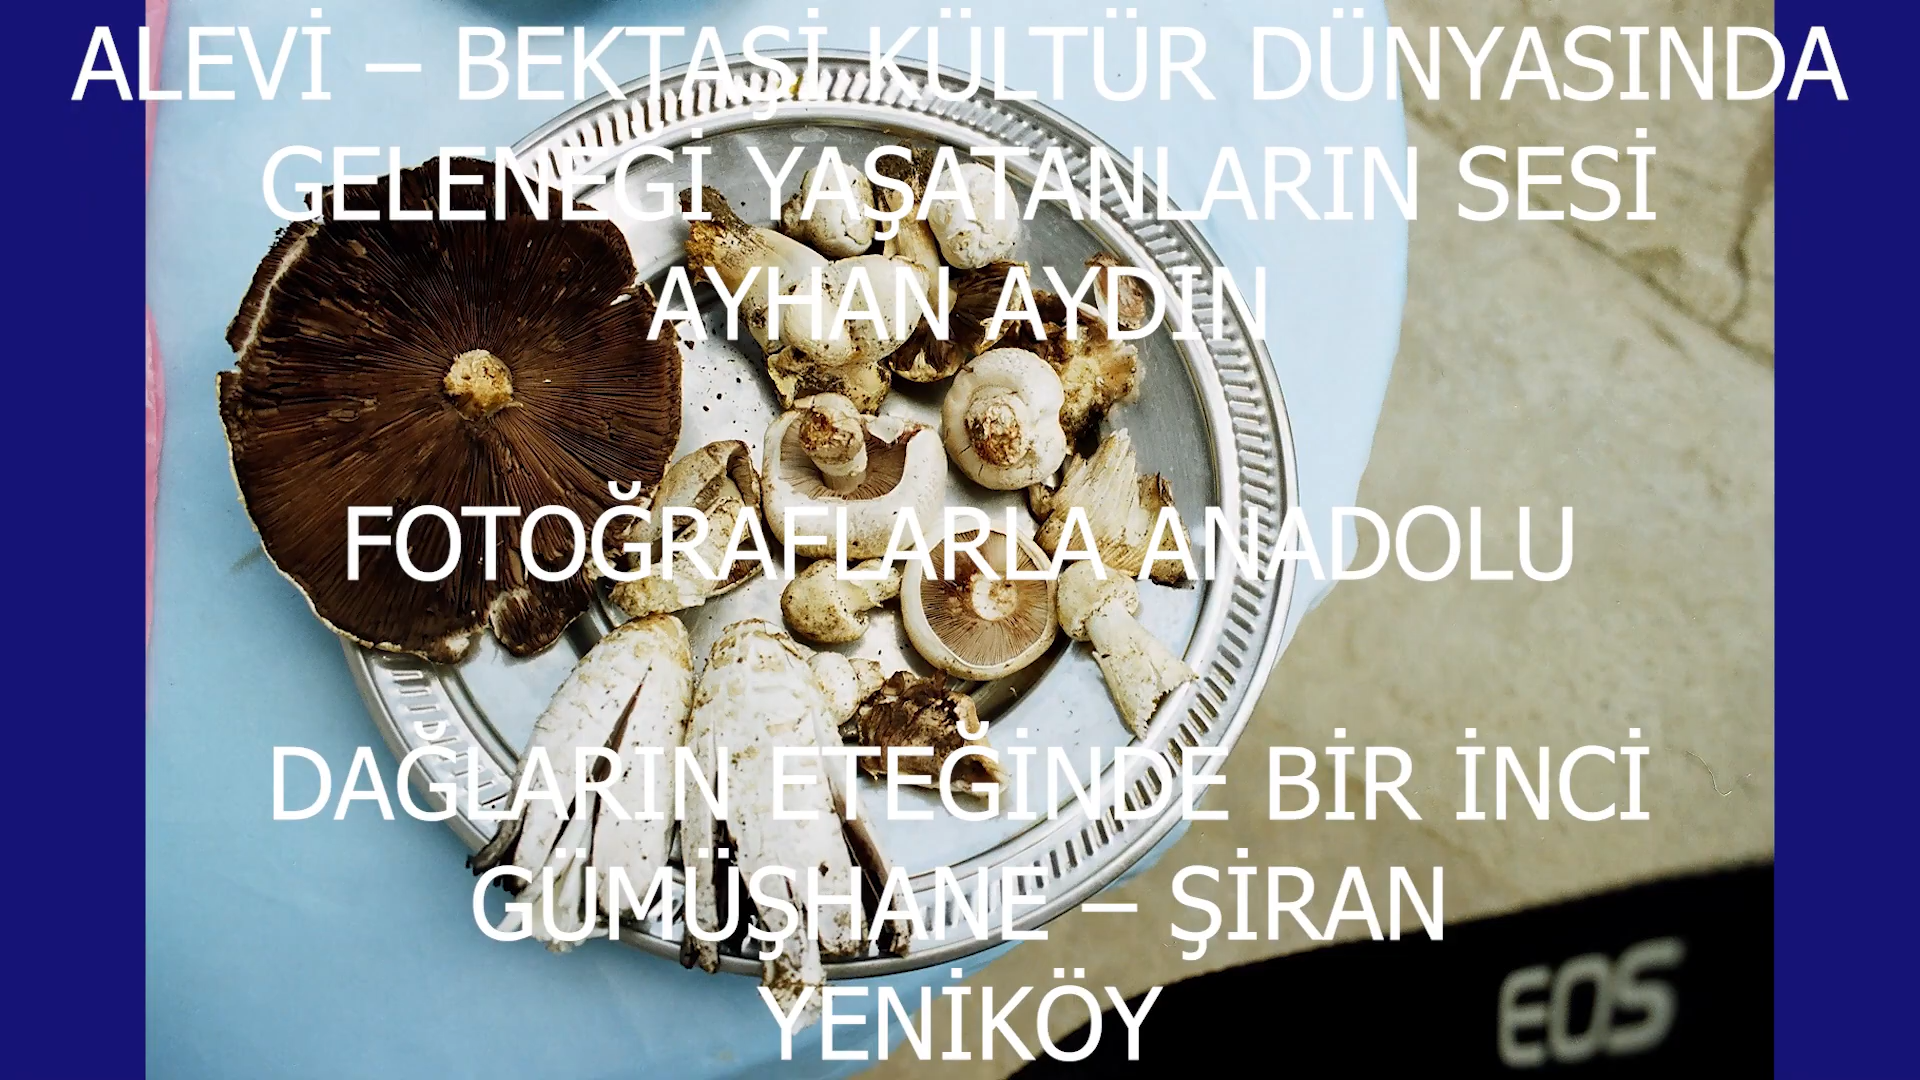 ALEVİ – BEKTAŞİ KÜLTÜR DÜNYASINDA
GELENEGİ YAŞATANLARIN SESİ
AYHAN AYDIN
FOTOĞRAFLARLA ANADOLU
DAĞLARIN ETEĞİNDE BİR İNCİ
GÜMÜŞHANE – ŞİRAN
YENİKÖY
EOS